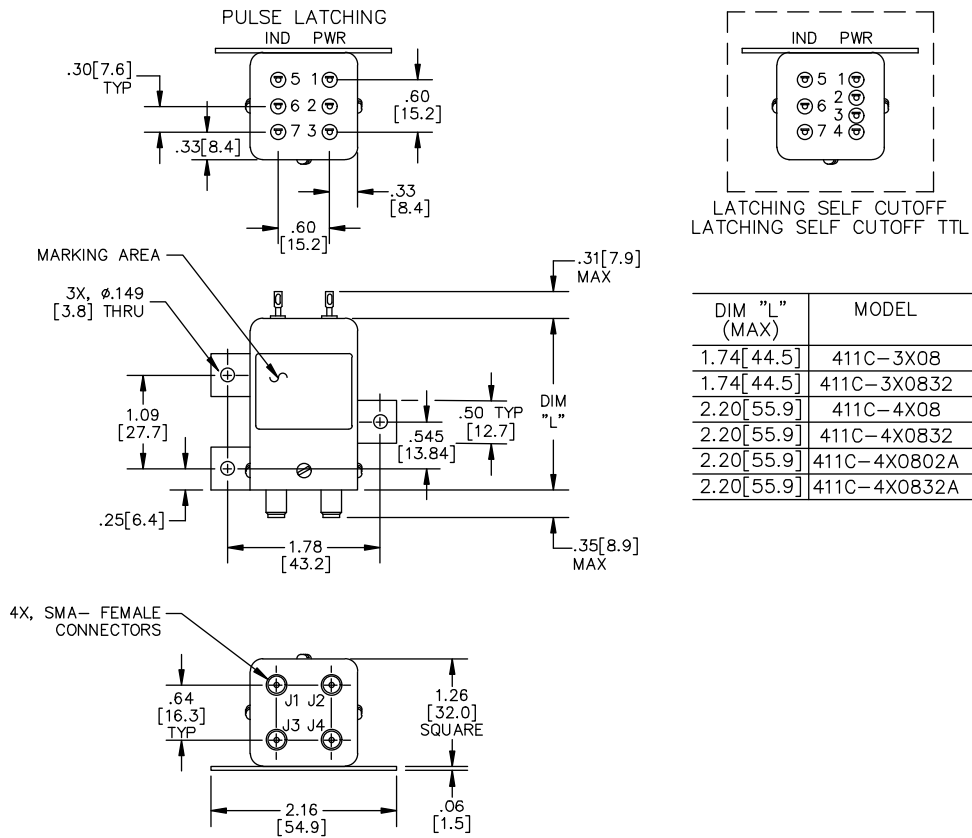 PULSE LATCHING
IND PWR
.30[7.6]
TYP
5 1
6 2
7 3
.60
[15.2]
.33[8.4]
.33
[8.4]
.60
[15.2]
IND PWR
5 1
2
6
3
7 4
LATCHING SELF CUTOFF
LATCHING SELF CUTOFF TTL
MARKING AREA
3X, ø.149
[3.8] THRU
.31[7.9]
MAX
1.09
[27.7]
.50 TYP
[12.7]
.545
[13.84]
DIM
"L"
.25[6.4]
1.78
[43.2]
.35[8.9]
MAX
DIM "L"
(MAX) MODEL
1.74[44.5] 411C-3X08
1.74[44.5] 411C-3X0832
2.20[55.9] 411C-4X08
2.20[55.9] 411C-4X0832
2.20[55.9] 411C-4X0802A
2.20[55.9] 411C-4X0832A
4X, SMA- FEMALE
CONNECTORS
J1 J2
J3 J4
.64
[16.3]
TYP
1.26
[32.0]
SQUARE
2.16
[54.9]
.06
[1.5]